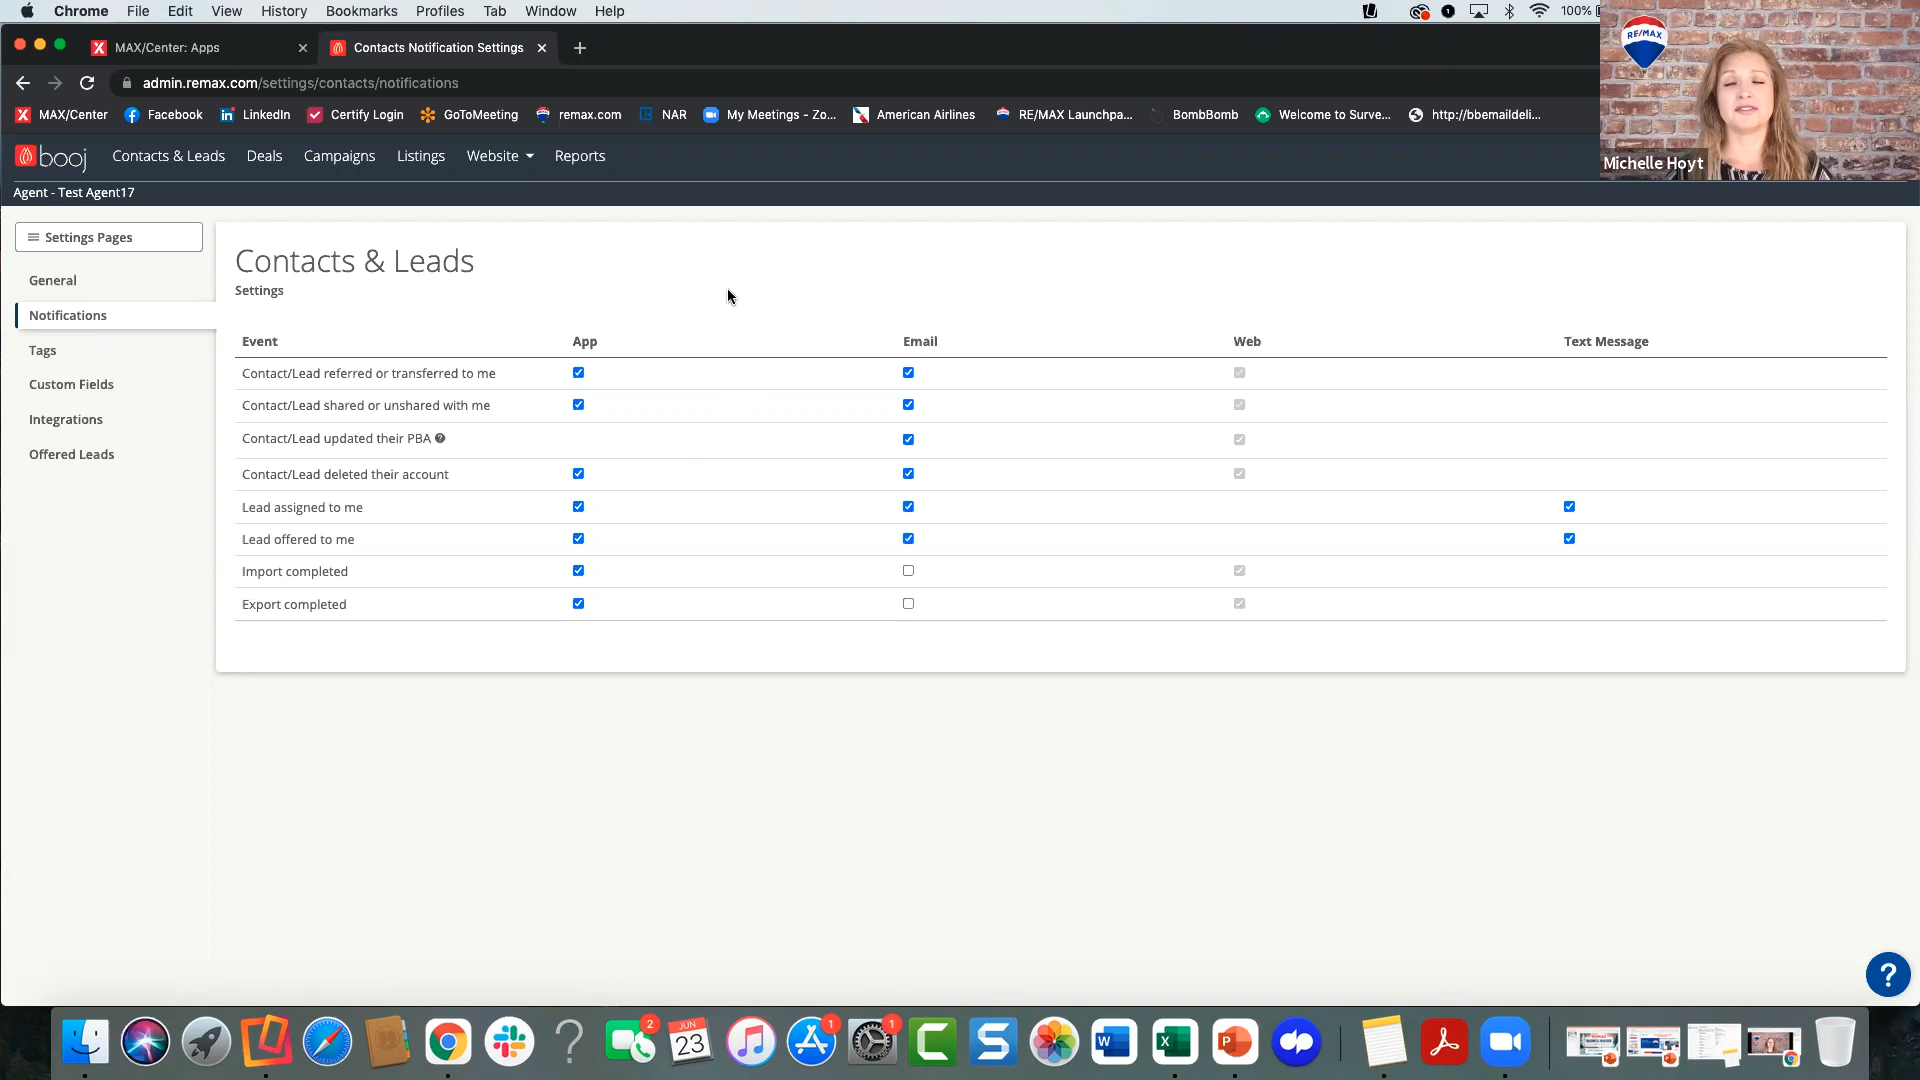 Chrome File Edit View History Bookmarks Profiles Tab Window Help
1 100%
MAX/Center: Apps
Contacts Notification Settings
admin.remax.com/settings/contacts/notifications
MAX/Center Facebook LinkedIn Certify Login GoToMeeting remax.com NAR My Meetings - Zo... American Airlines RE/MAX Launchpa... BombBomb Welcome to Surve... http://bbemaildeli...
RE/MAX
Michelle Hoyt
booj Contacts & Leads Deals Campaigns Listings Website Reports
Agent - Test Agent17
Settings Pages
General
Notifications
Tags
Custom Fields
Integrations
Offered Leads
Contacts & Leads
Settings
Event App Email Web Text Message
Contact/Lead referred or transferred to me
Contact/Lead shared or unshared with me
Contact/Lead updated their PBA ?
Contact/Lead deleted their account
Lead assigned to me
Lead offered to me
Import completed
Export completed
?
2
JUN
23
1
1
C
S
W
X
P